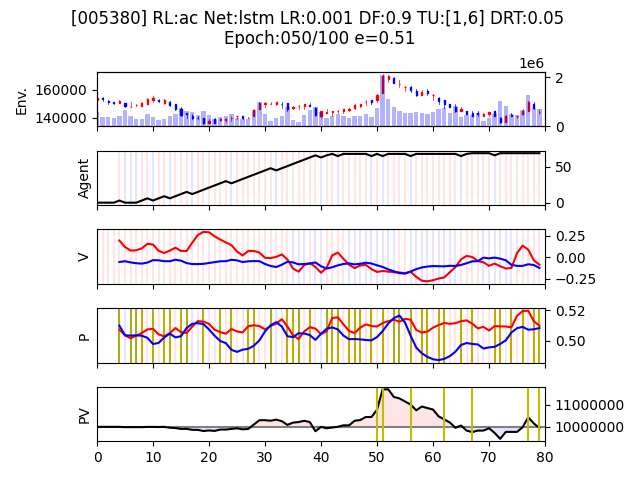 [005380] RL:ac Net:lstm LR:0.001 DF:0.9 TU:[1,6] DRT:0.05
Epoch:050/100 e=0.51
1e6
Env.
160000
140000
2
0
Agent
50
0
V
0.25
0.00
−0.25
P
0.52
0.50
PV
11000000
10000000
0 10 20 30 40 50 60 70 80